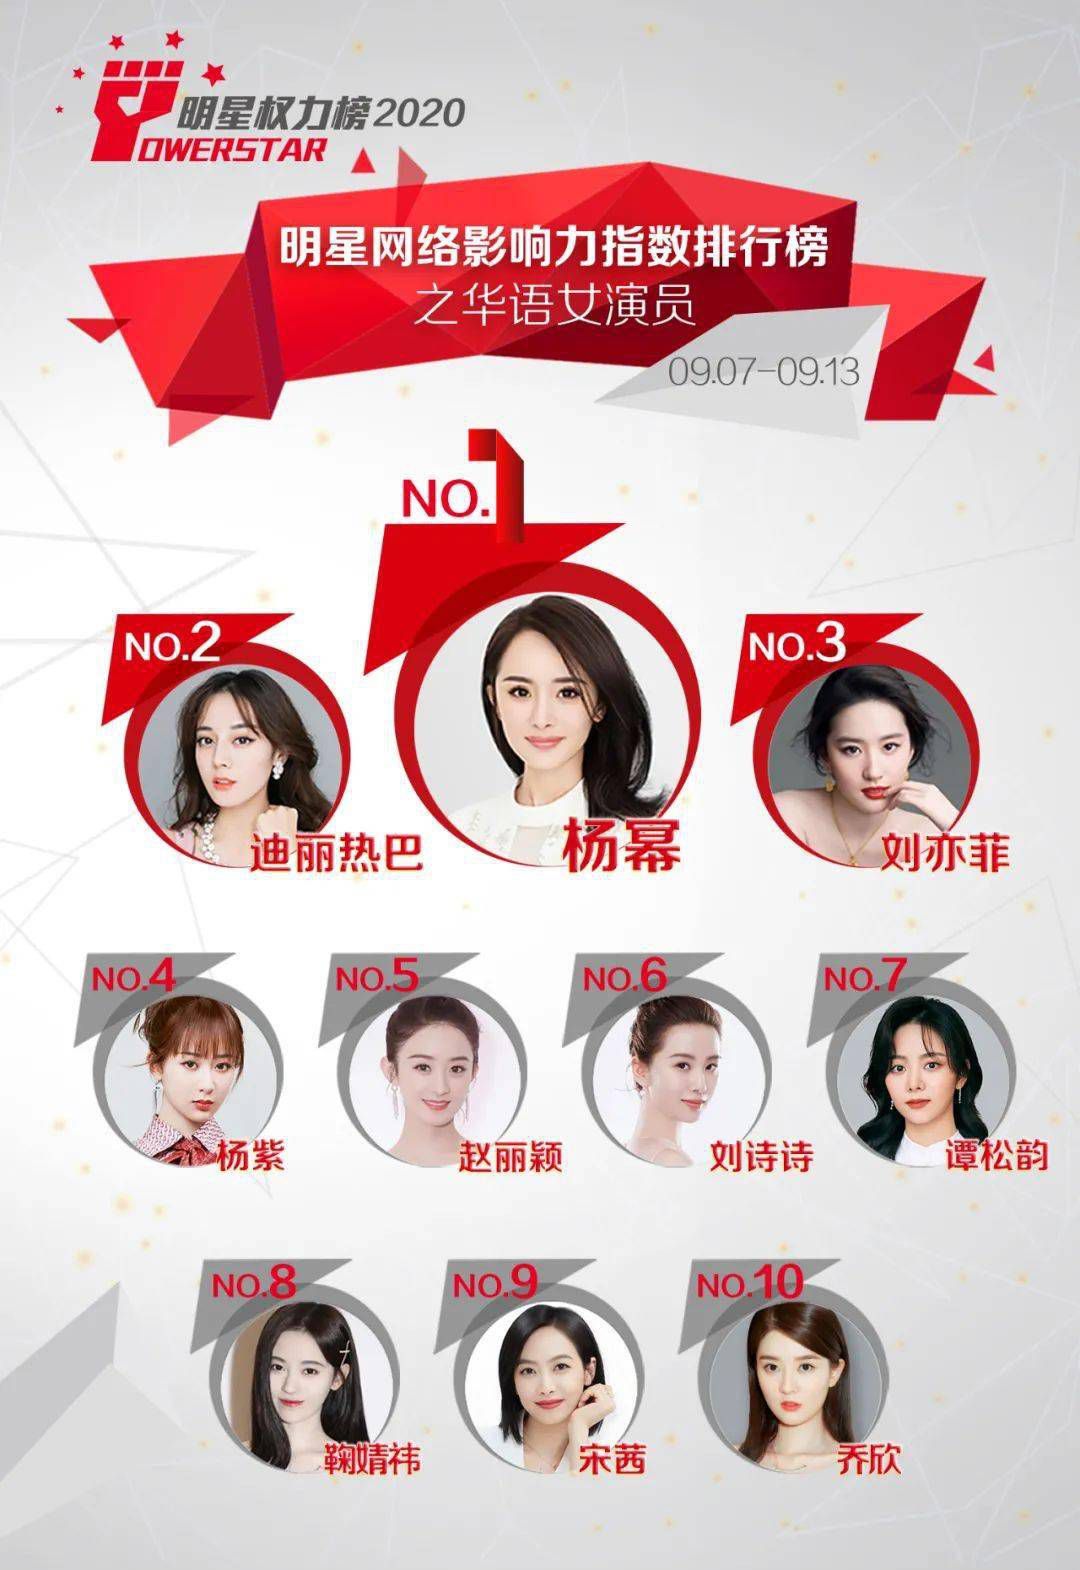 明星权力榜2020
POWERSTAR
明星网络影响力指数排行榜
之华语女演员
09.07-09.13
NO.1
杨幂
NO.2
迪丽热巴
NO.3
刘亦菲
NO.4
杨紫
NO.5
赵丽颖
NO.6
刘诗诗
NO.7
谭松韵
NO.8
鞠婧祎
NO.9
宋茜
NO.10
乔欣